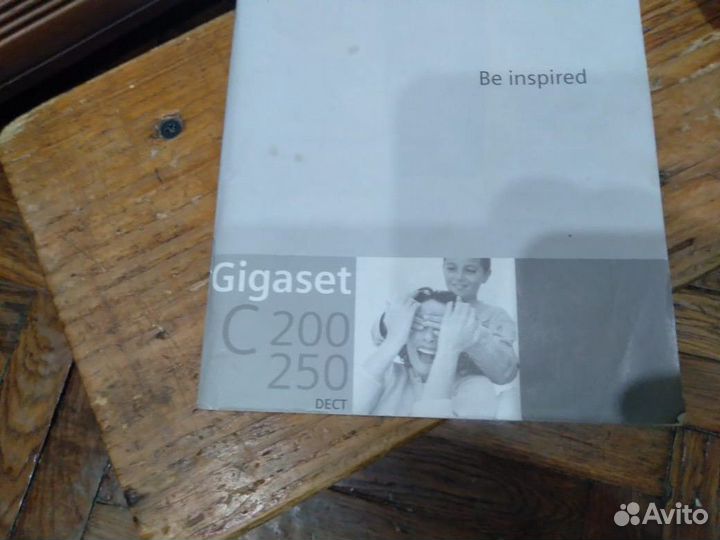 Be inspired
Gigaset
C 200
250
DECT
Avito